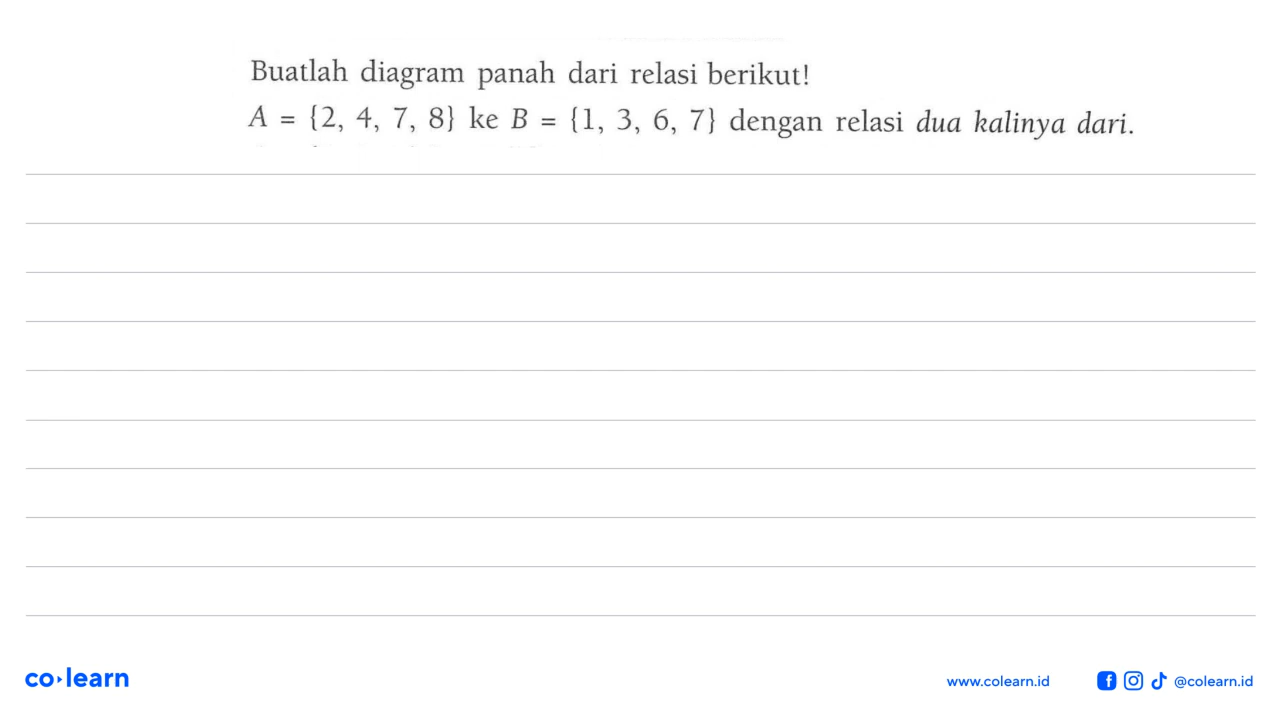 Buatlah diagram panah dari relasi berikut!
A = {2, 4, 7, 8} ke B = {1, 3, 6, 7} dengan relasi dua kalinya dari.
co learn
www.colearn.id @colearn.id